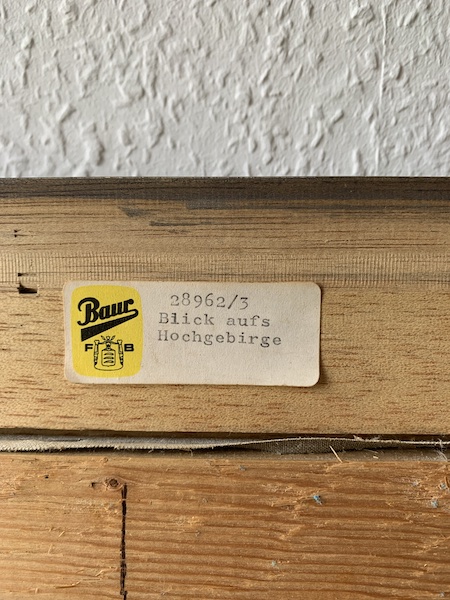 Baur
F B
28962/3
Blick aufs
Hochgebirge